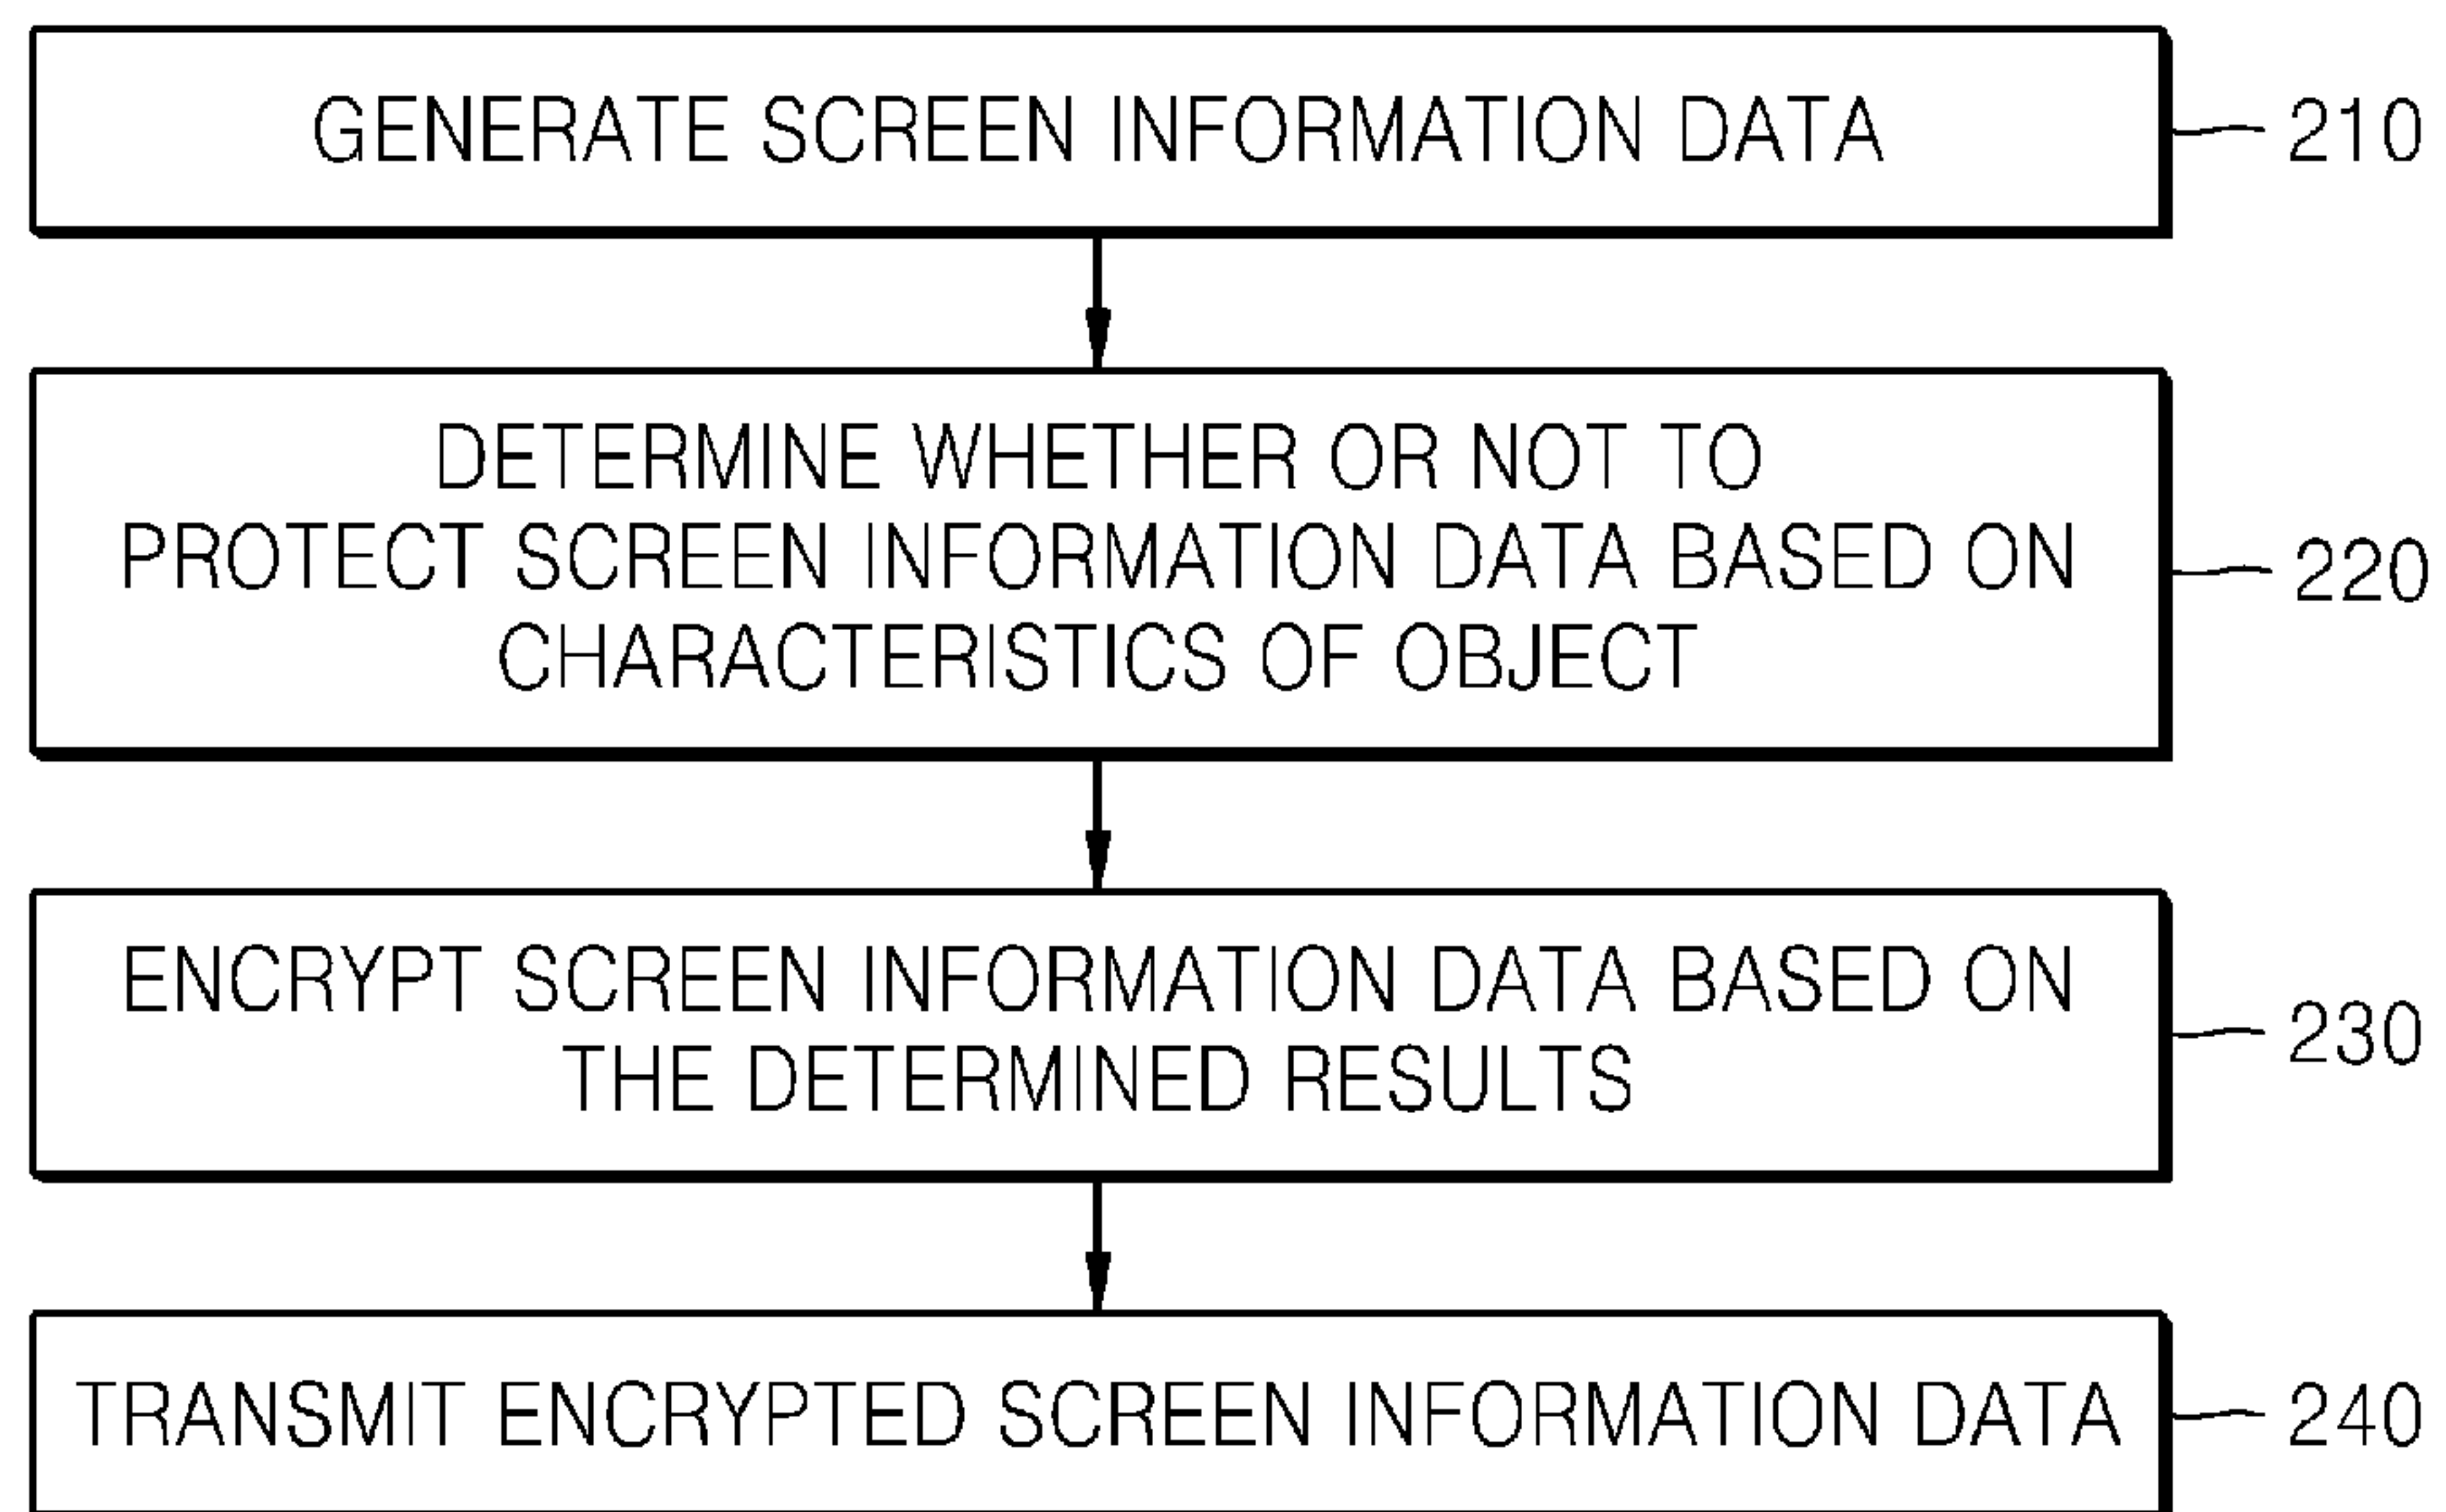 GENERATE SCREEN INFORMATION DATA
210
DETERMINE WHETHER OR NOT TO
PROTECT SCREEN INFORMATION DATA BASED ON
CHARACTERISTICS OF OBJECT
220
ENCRYPT SCREEN INFORMATION DATA BASED ON
THE DETERMINED RESULTS
230
TRANSMIT ENCRYPTED SCREEN INFORMATION DATA
240